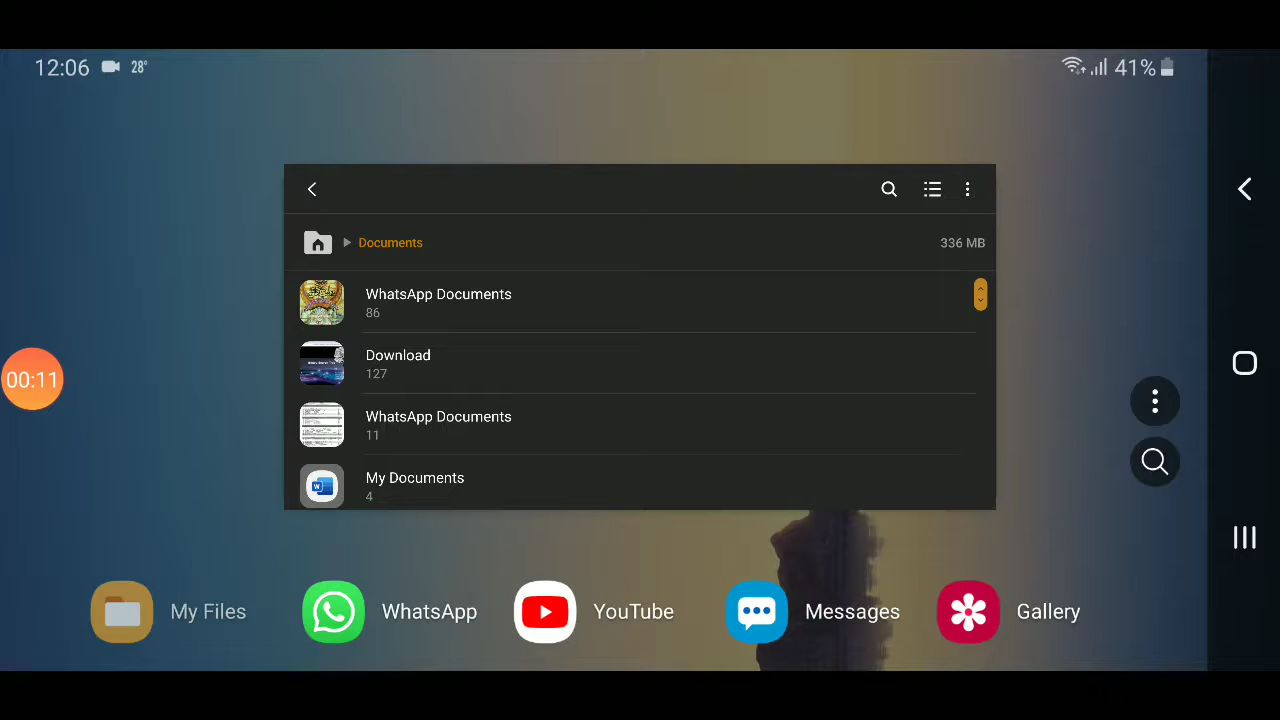 12:06 28° 41%
Documents 336 MB
WhatsApp Documents
86
Download
127
WhatsApp Documents
11
My Documents
4
00:11
My Files WhatsApp YouTube Messages Gallery